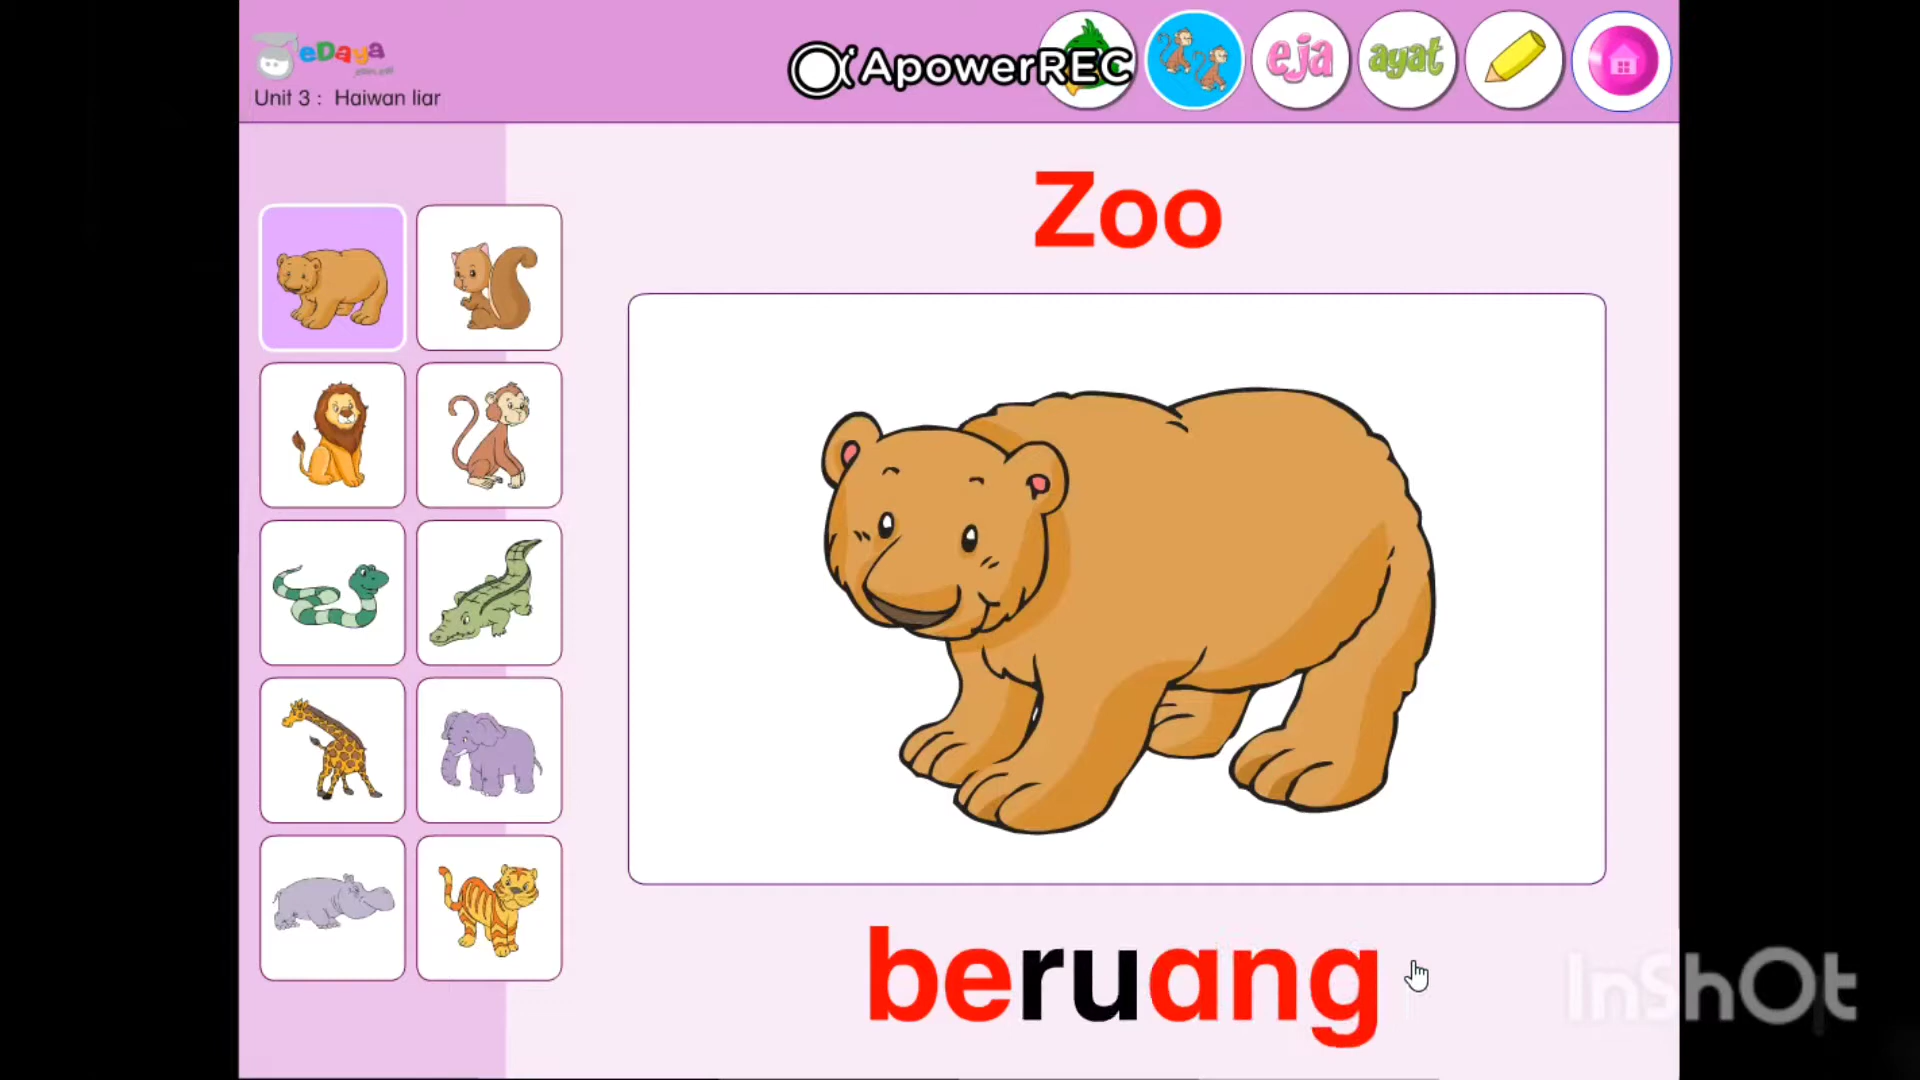 eDaya
Unit 3 : Haiwan liar
ApowerREC
eja
ayat
Zoo
beruang
InShOt